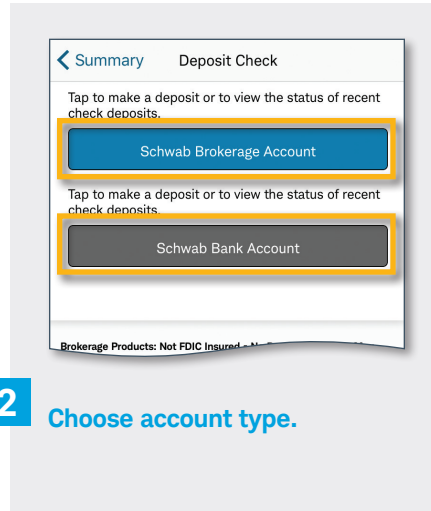 Summary Deposit Check
Tap to make a deposit or to view the status of recent
check deposits.
Schwab Brokerage Account
Tap to make a deposit or to view the status of recent
check deposits.
Schwab Bank Account
Brokerage Products: Not FDIC Insured
2
Choose account type.